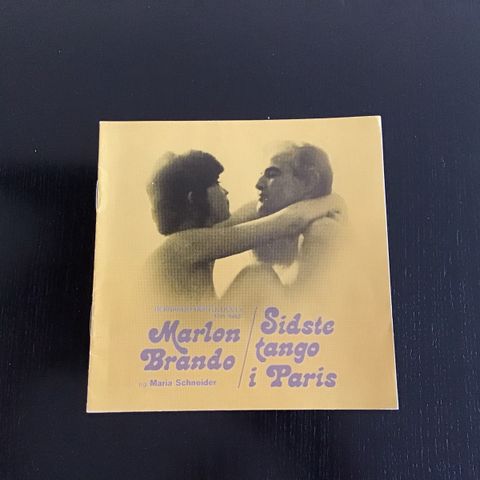 Marlon
Brando
og Maria Schneider
Sidste
tango
i Paris